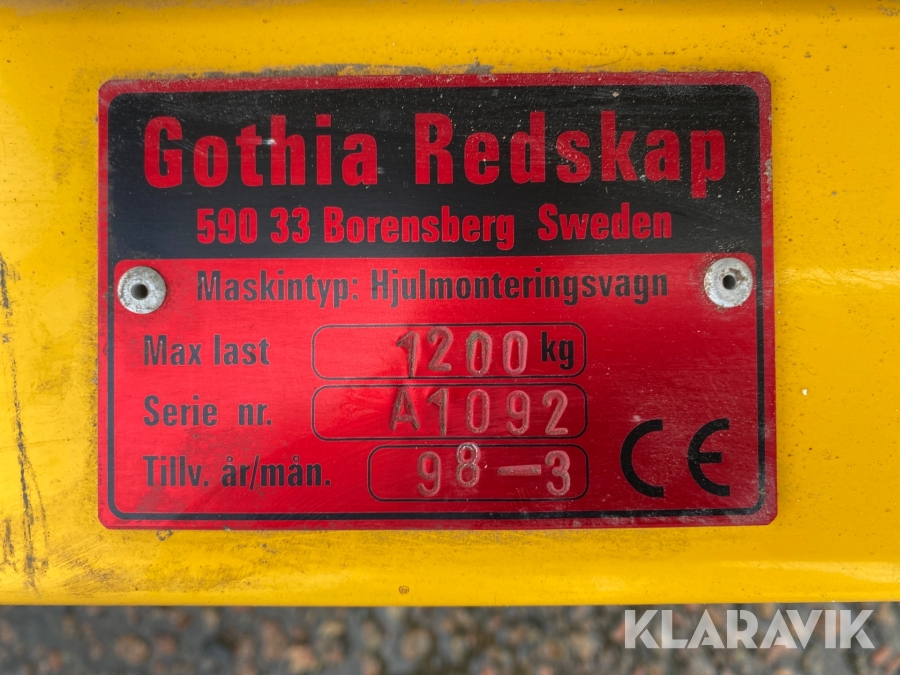 Gothia Redskap
590 33 Borensberg Sweden
Maskintyp: Hjulmonteringsvagn
Max last 1200 kg
Serie nr. A1092
Tillv. år/mån. 98-3
CE
KLARAVIK